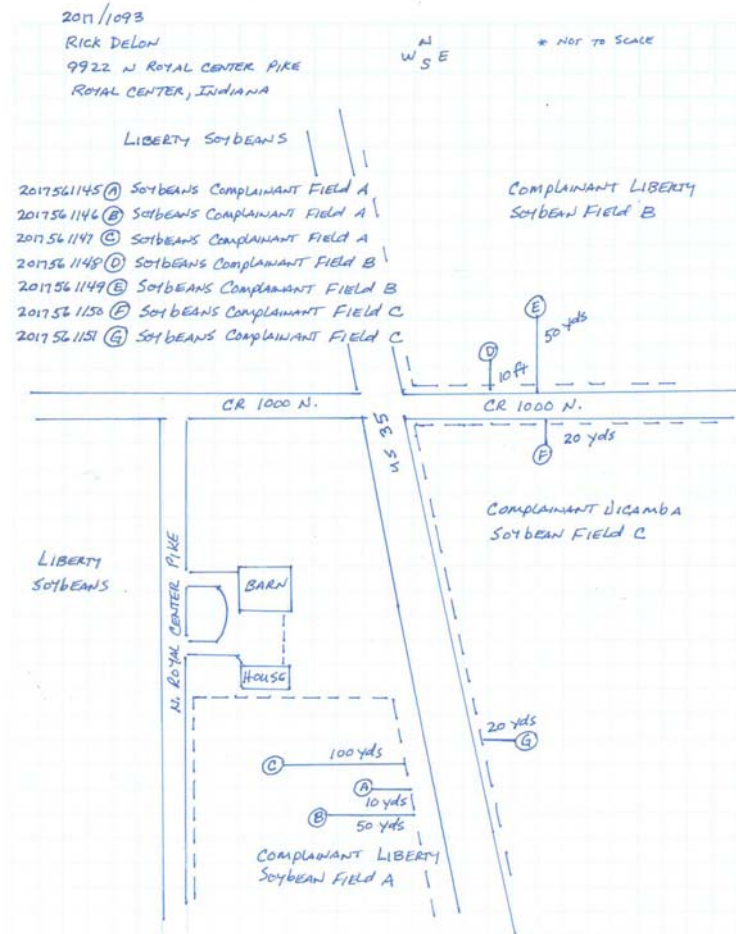 2017/1093
RICK DELON
9922 N ROYAL CENTER PIKE
ROYAL CENTER, INDIANA
N
W E
S
* NOT TO SCALE
LIBERTY SOYBEANS
2017561145 Ⓐ SOYBEANS COMPLAINANT FIELD A
2017561146 Ⓑ SOYBEANS COMPLAINANT FIELD A
2017561147 Ⓒ SOYBEANS COMPLAINANT FIELD A
2017561148 Ⓓ SOYBEANS COMPLAINANT FIELD B
2017561149 Ⓔ SOYBEANS COMPLAINANT FIELD B
2017561150 Ⓕ SOYBEANS COMPLAINANT FIELD C
2017561151 Ⓖ SOYBEANS COMPLAINANT FIELD C
COMPLAINANT LIBERTY
SOYBEAN FIELD B
Ⓔ
50 yds
Ⓓ
10 ft
CR 1000 N.
CR 1000 N.
US 35
Ⓕ
20 yds
COMPLAINANT DICAMBA
SOYBEAN FIELD C
LIBERTY
SOYBEANS
N. ROYAL CENTER PIKE
BARN
HOUSE
20 yds
Ⓖ
100 yds
Ⓒ
Ⓐ
10 yds
Ⓑ
50 yds
COMPLAINANT LIBERTY
SOYBEAN FIELD A